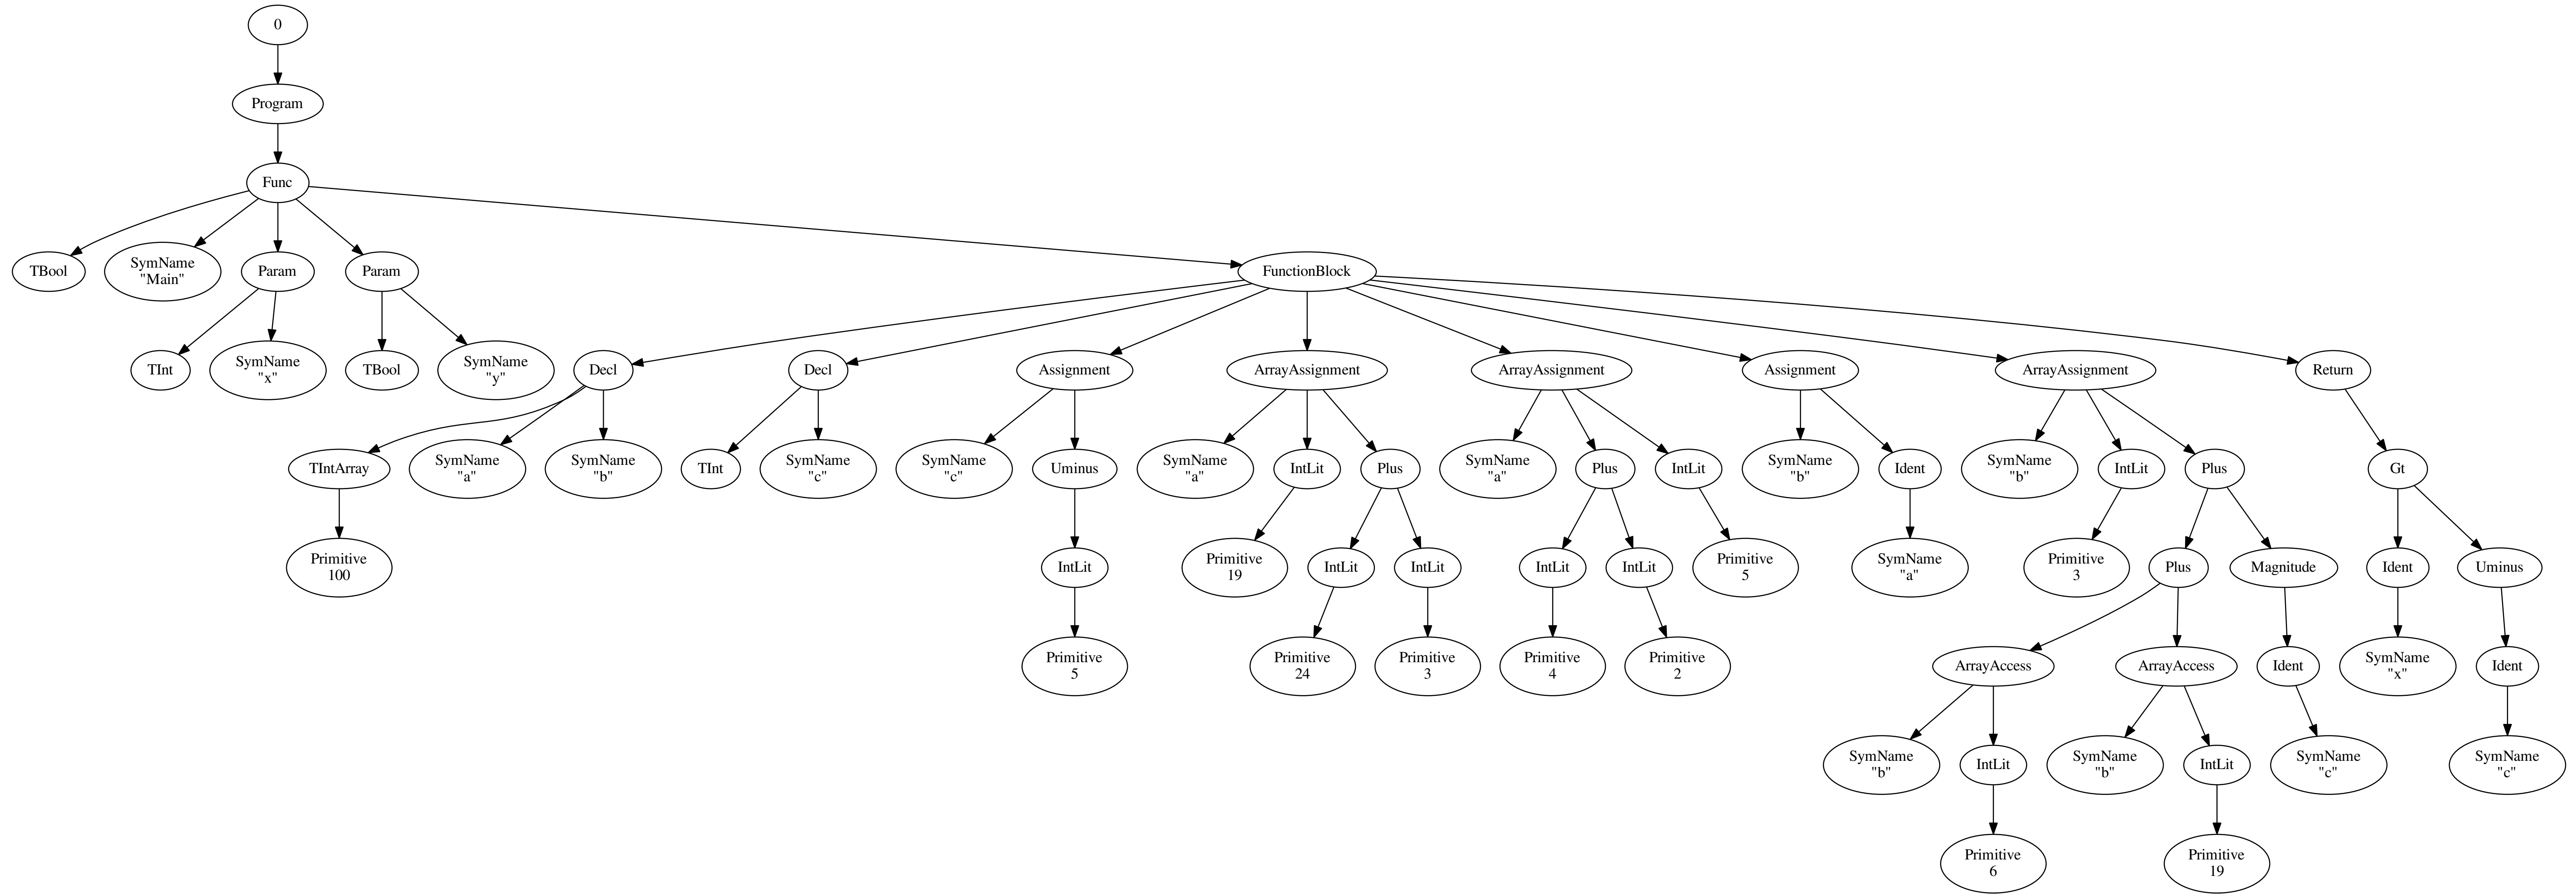 0
Program
Func
TBool
SymName
"Main"
Param
Param
FunctionBlock
TInt
SymName
"x"
TBool
SymName
"y"
Decl
Decl
Assignment
ArrayAssignment
ArrayAssignment
Assignment
ArrayAssignment
Return
TIntArray
SymName
"a"
SymName
"b"
TInt
SymName
"c"
SymName
"c"
Uminus
SymName
"a"
IntLit
Plus
SymName
"a"
Plus
IntLit
SymName
"b"
Ident
SymName
"b"
IntLit
Plus
Gt
Primitive
100
IntLit
Primitive
19
IntLit
IntLit
IntLit
IntLit
Primitive
5
SymName
"a"
Primitive
3
Plus
Magnitude
Ident
Uminus
Primitive
5
Primitive
24
Primitive
3
Primitive
4
Primitive
2
ArrayAccess
ArrayAccess
Ident
SymName
"x"
Ident
SymName
"b"
IntLit
SymName
"b"
IntLit
SymName
"c"
SymName
"c"
Primitive
6
Primitive
19